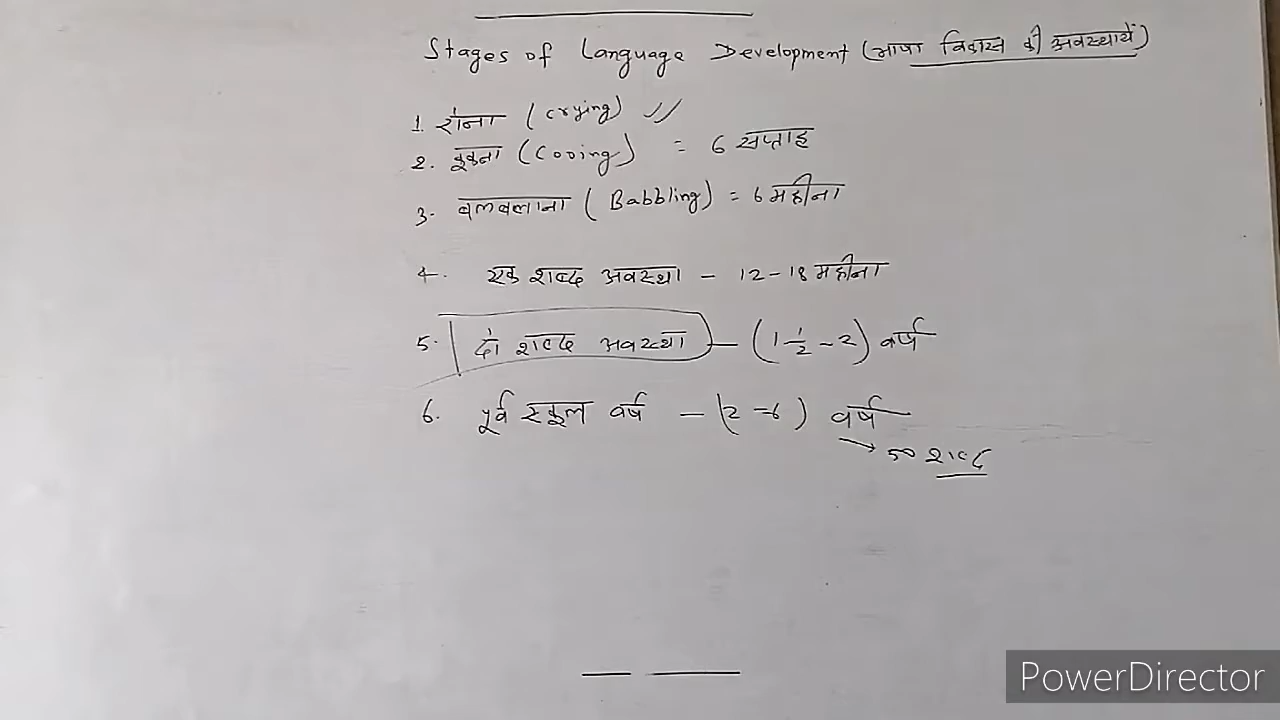 Stages of Language Development (भाषा विकास की अवस्थायें)
1. रोना (Crying)
2. कूकना (Cooing) = 6 सप्ताह
3. बलबलाना (Babbling) = 6 महीना
4. एक शब्द अवस्था - 12-18 महीना
5. दो शब्द अवस्था - (1 1/2 - 2) वर्ष
6. पूर्व स्कूल वर्ष - (2-6) वर्ष
→ 50 शब्द
PowerDirector